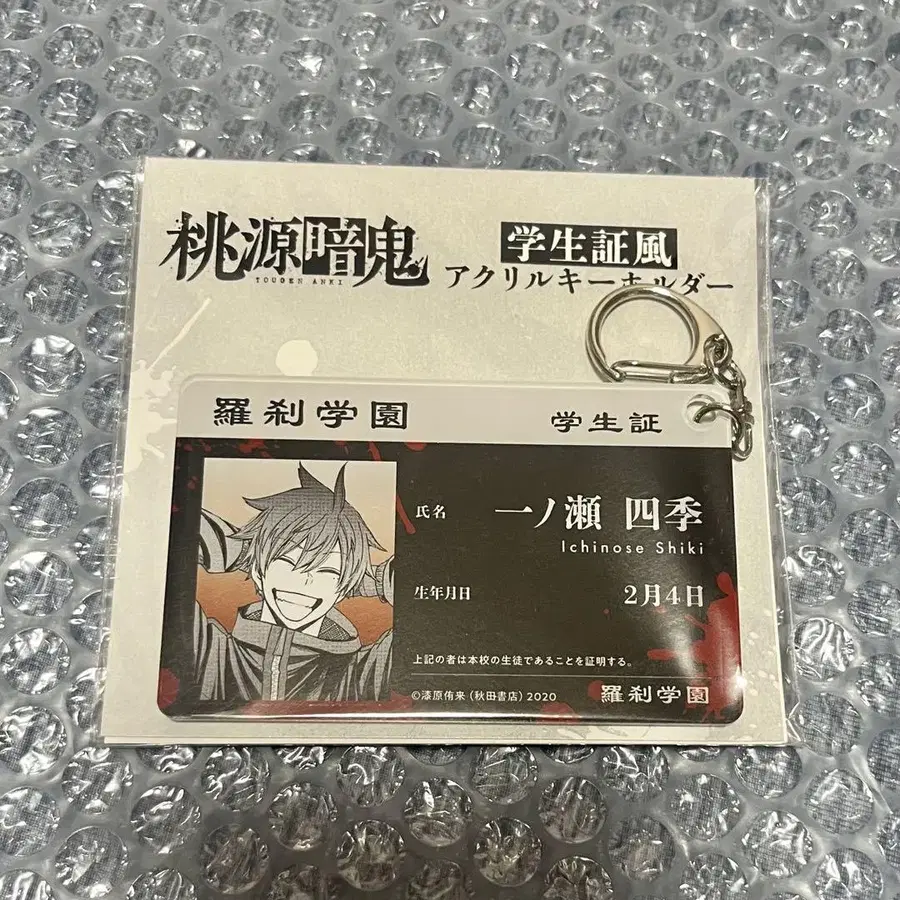 桃源暗鬼
TOUGEN ANKI
学生証風
アクリルキーホルダー
羅刹学園
学生証
氏名
一ノ瀬 四季
Ichinose Shiki
生年月日
2月4日
上記の者は本校の生徒であることを証明する。
©漆原侑来（秋田書店）2020
羅刹学園